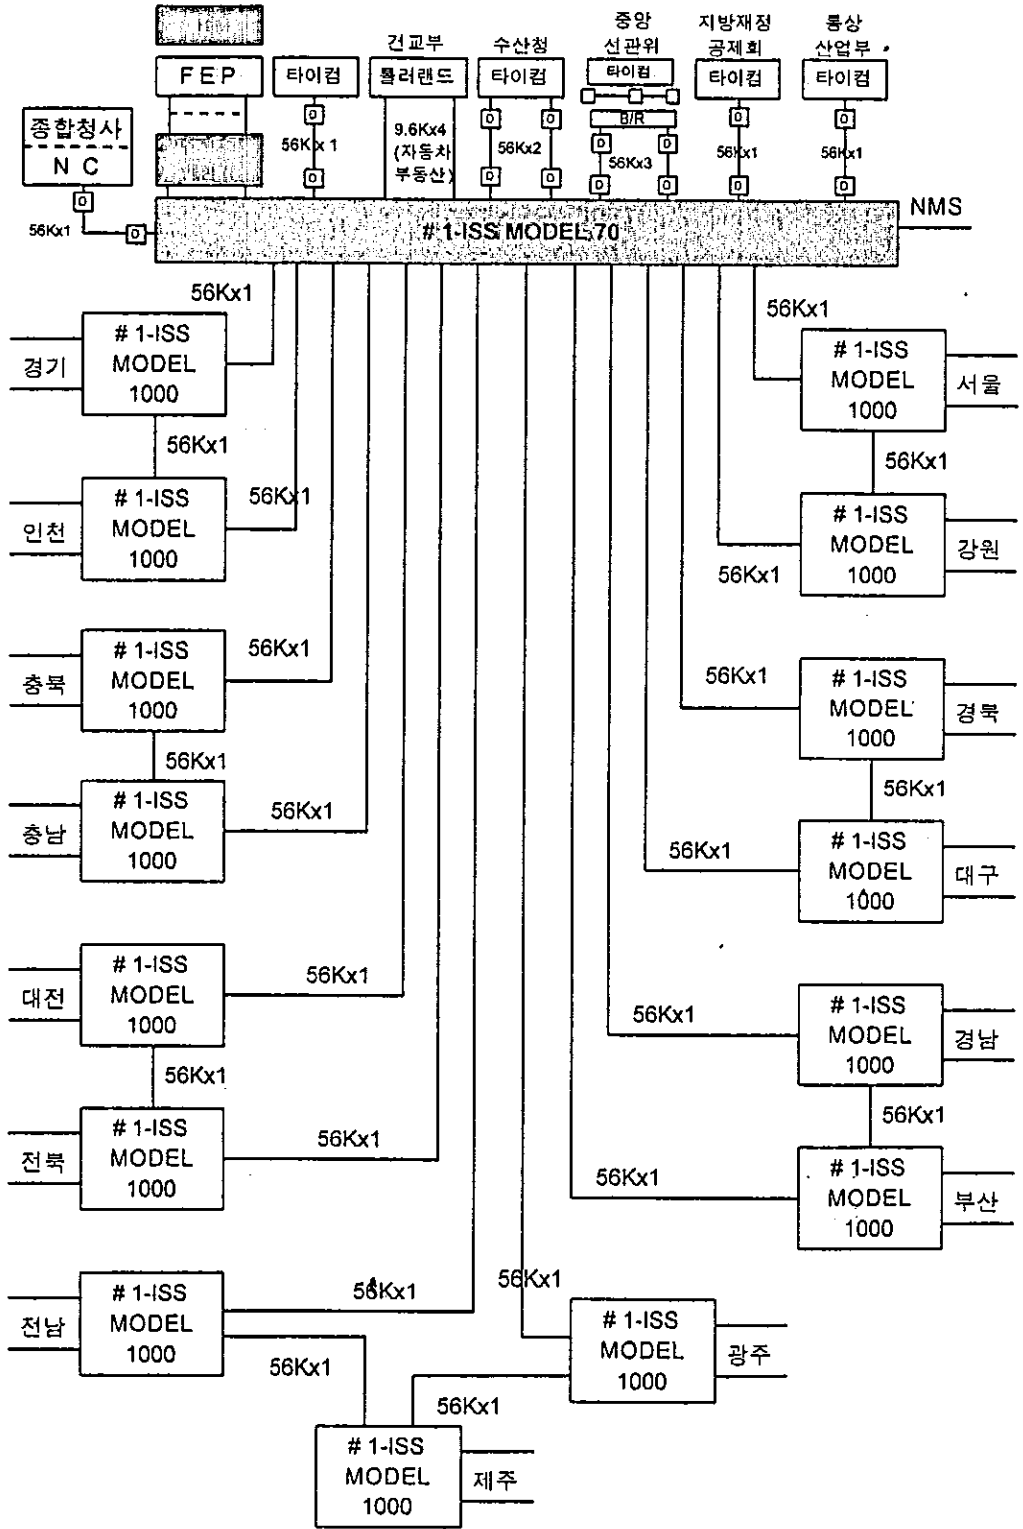 IBM
중앙
선관위
지방재정
공제회
통상
산업부
건교부
수산청
FEP
타이컴
톨러랜드
타이컴
타이컴
타이컴
타이컴
종합청사
N C
B/R
9.6Kx4
(자동차
부동산)
56Kx1
56Kx2
56Kx3
56Kx1
56Kx1
56Kx1
# 1-ISS MODEL 70
NMS
56Kx1
56Kx1
# 1-ISS
MODEL
1000
경기
# 1-ISS
MODEL
1000
서울
56Kx1
56Kx1
# 1-ISS
MODEL
1000
인천
56Kx1
# 1-ISS
MODEL
1000
강원
56Kx1
# 1-ISS
MODEL
1000
충북
56Kx1
# 1-ISS
MODEL
1000
경북
56Kx1
56Kx1
56Kx1
# 1-ISS
MODEL
1000
충남
56Kx1
# 1-ISS
MODEL
1000
대구
56Kx1
# 1-ISS
MODEL
1000
대전
56Kx1
# 1-ISS
MODEL
1000
경남
56Kx1
56Kx1
56Kx1
# 1-ISS
MODEL
1000
전북
56Kx1
# 1-ISS
MODEL
1000
부산
56Kx1
# 1-ISS
MODEL
1000
전남
56Kx1
56Kx1
# 1-ISS
MODEL
1000
광주
56Kx1
56Kx1
# 1-ISS
MODEL
1000
제주